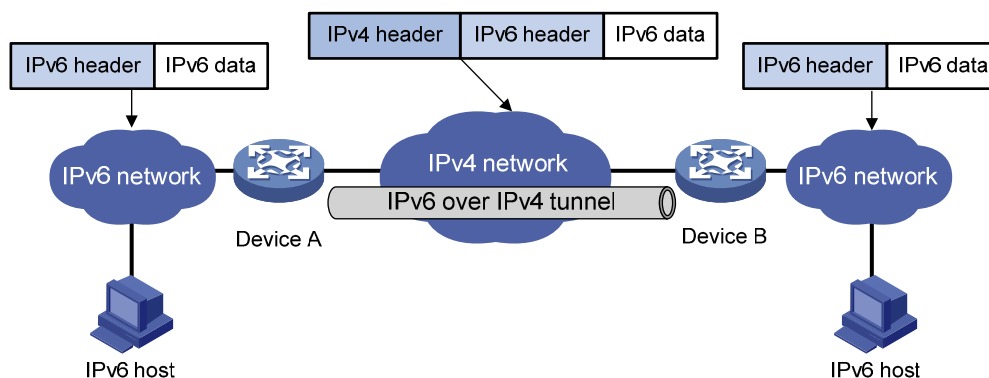 IPv4 header IPv6 header IPv6 data
IPv6 header IPv6 data
IPv6 header IPv6 data
IPv6 network
IPv4 network
IPv6 network
IPv6 over IPv4 tunnel
Device A
Device B
IPv6 host
IPv6 host